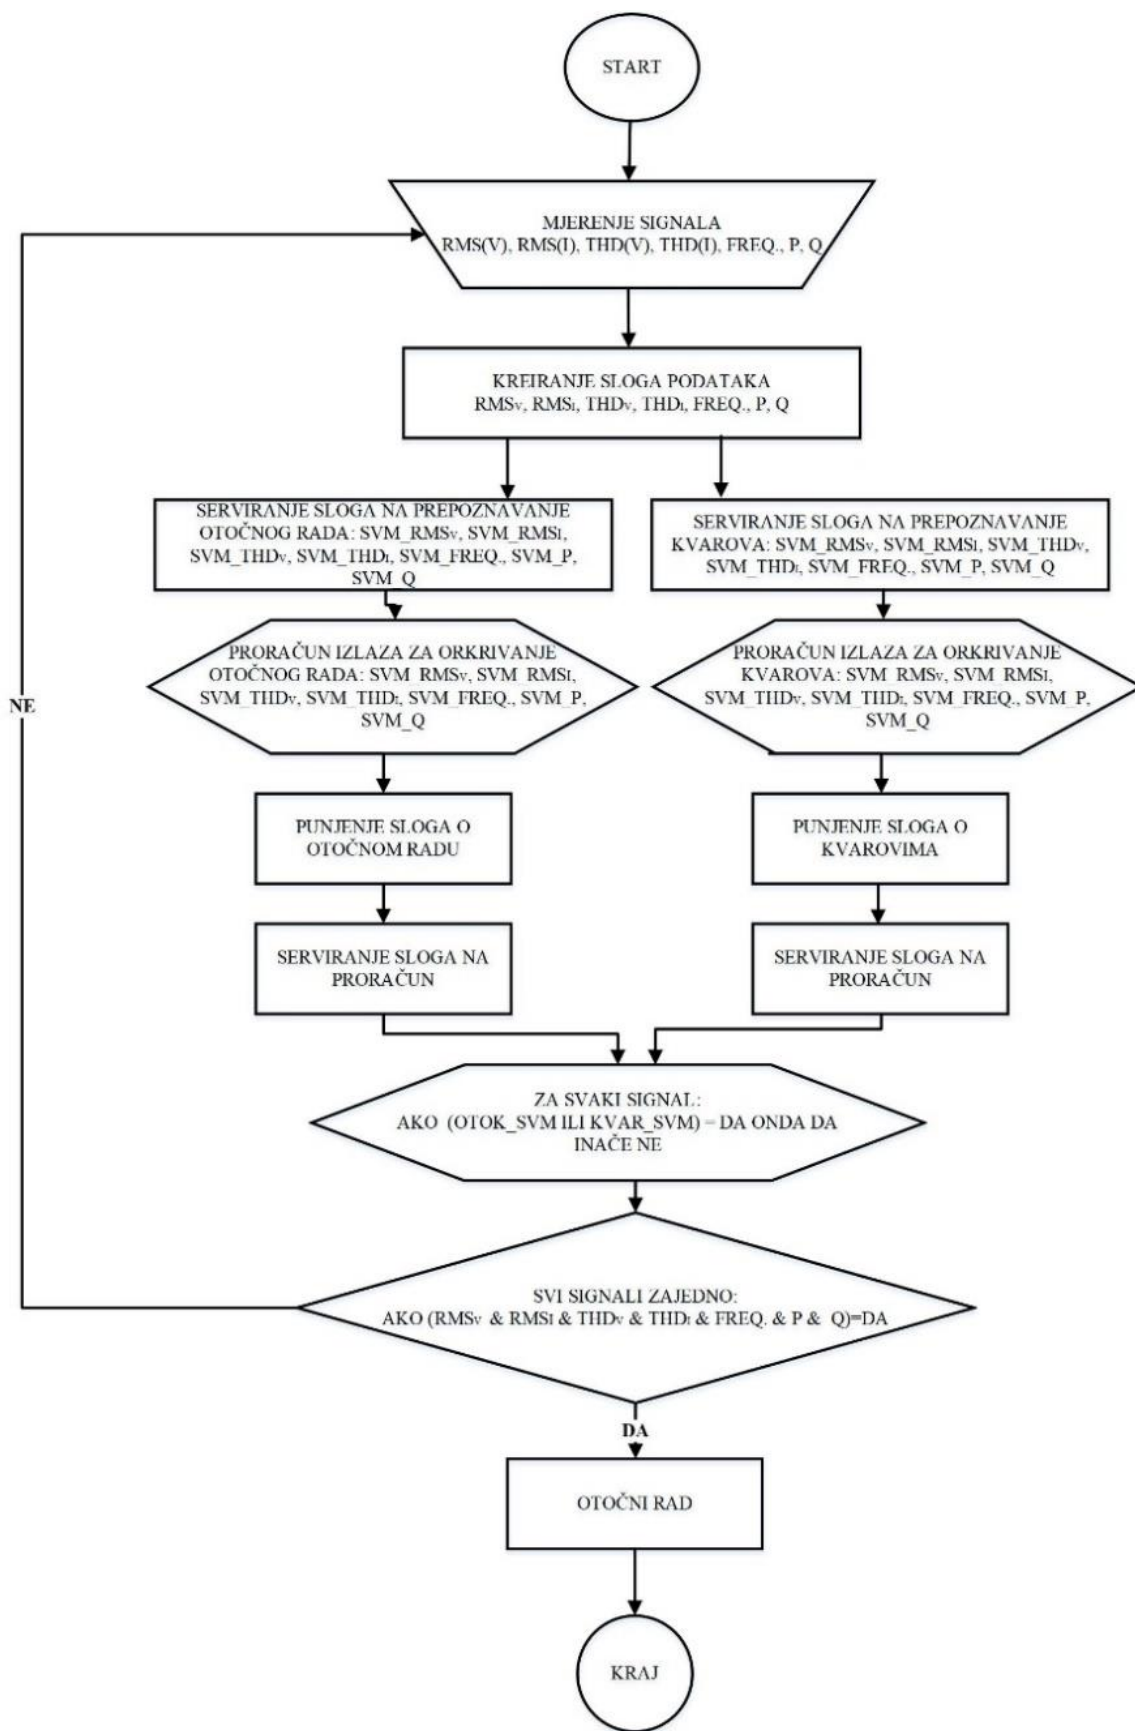 START
MJERENJE SIGNALA
RMS(V), RMS(I), THD(V), THD(I), FREQ., P, Q
KREIRANJE SLOGA PODATAKA
RMSV, RMSI, THDV, THDI, FREQ., P, Q
SERVIRANJE SLOGA NA PREPOZNAVANJE
OTOČNOG RADA: SVM_RMSV, SVM_RMSI,
SVM_THDV, SVM_THDI, SVM_FREQ., SVM_P,
SVM_Q
SERVIRANJE SLOGA NA PREPOZNAVANJE
KVAROVA: SVM_RMSV, SVM_RMSI, SVM_THDV,
SVM_THDI, SVM_FREQ., SVM_P, SVM_Q
PRORAČUN IZLAZA ZA ORKRIVANJE
OTOČNOG RADA: SVM_RMSV, SVM_RMSI,
SVM_THDV, SVM_THDI, SVM_FREQ., SVM_P,
SVM_Q
PRORAČUN IZLAZA ZA ORKRIVANJE
KVAROVA: SVM_RMSV, SVM_RMSI,
SVM_THDV, SVM_THDI, SVM_FREQ., SVM_P,
SVM_Q
NE
PUNJENJE SLOGA O
OTOČNOM RADU
PUNJENJE SLOGA O
KVAROVIMA
SERVIRANJE SLOGA NA
PRORAČUN
SERVIRANJE SLOGA NA
PRORAČUN
ZA SVAKI SIGNAL:
AKO (OTOK_SVM ILI KVAR_SVM) = DA ONDA DA
INAČE NE
SVI SIGNALI ZAJEDNO:
AKO (RMSV & RMSI & THDV & THDI & FREQ. & P & Q)=DA
DA
OTOČNI RAD
KRAJ